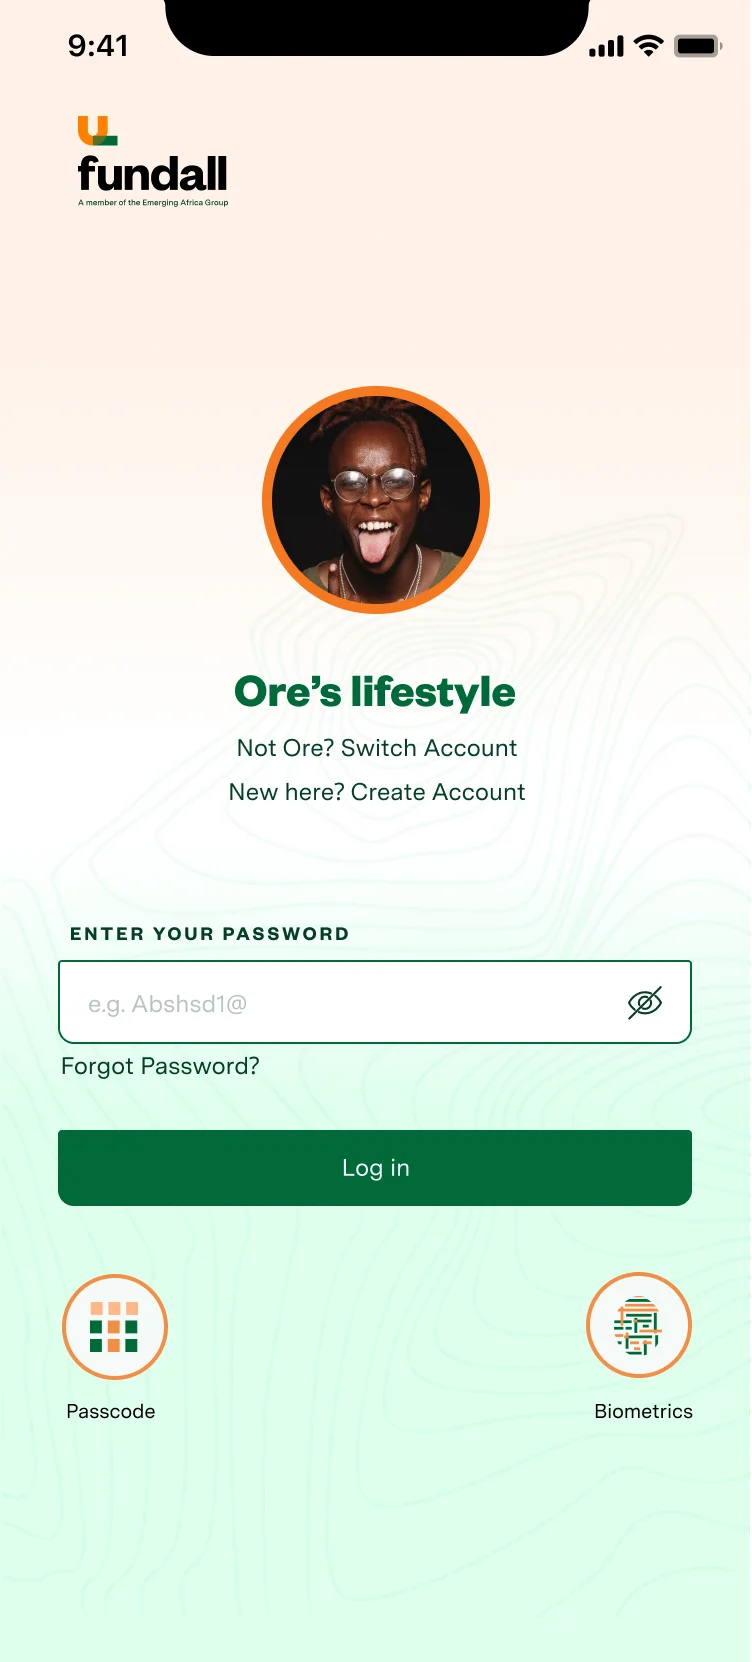 9:41
fundall
A member of the Emerging Africa Group
Ore’s lifestyle
Not Ore? Switch Account
New here? Create Account
ENTER YOUR PASSWORD
e.g. Abshsd1@
Forgot Password?
Log in
Passcode
Biometrics